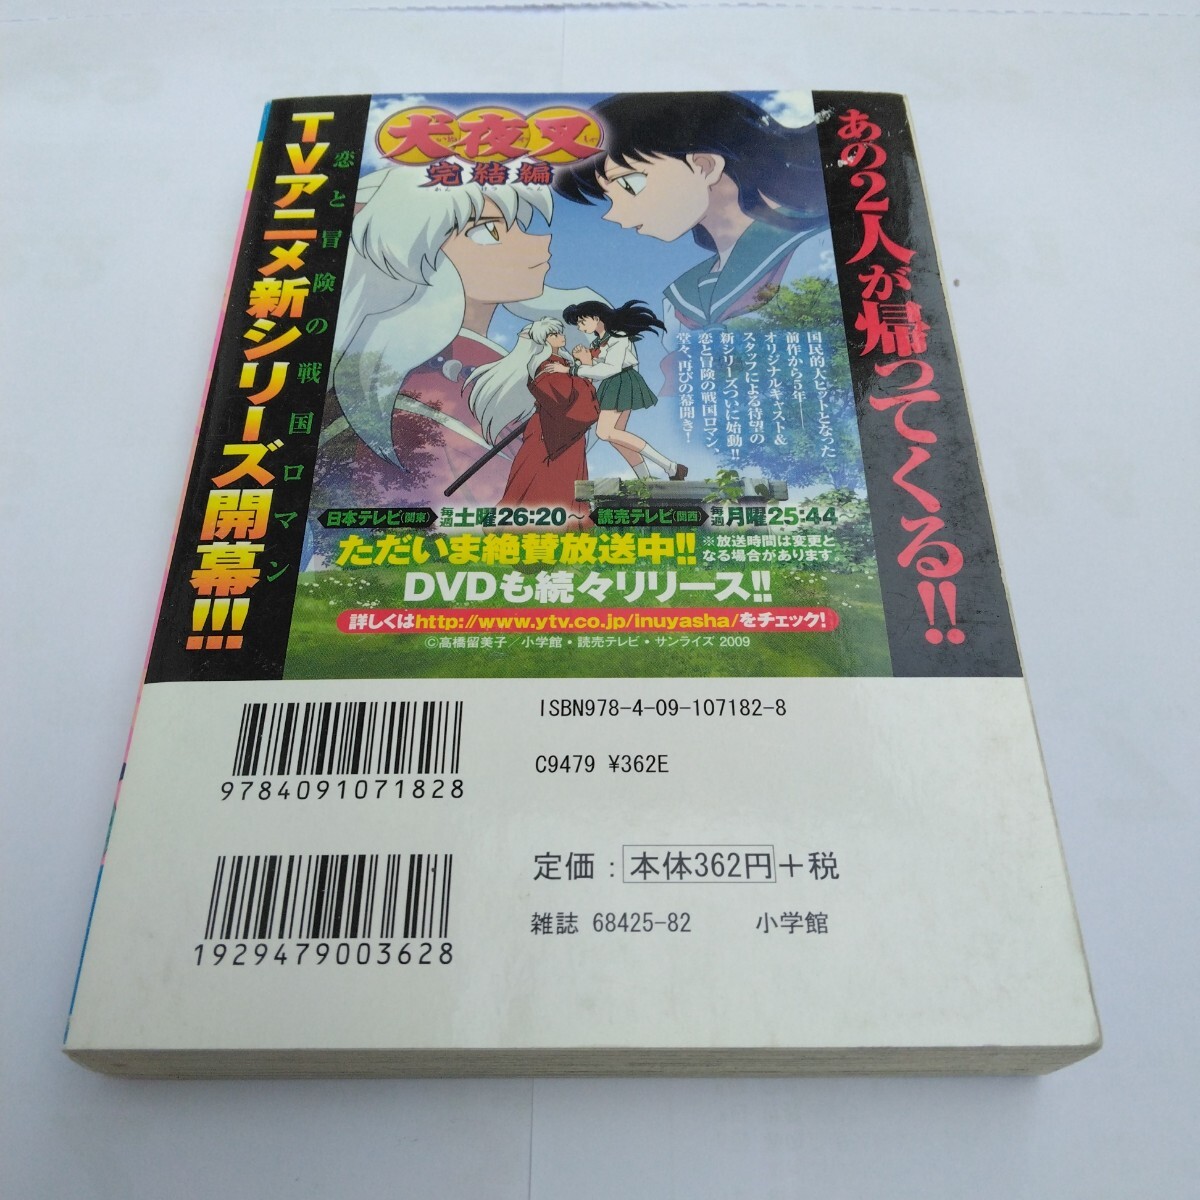 あの2人が帰ってくる!!
犬夜叉
完結編
かんけつへん
国民的大ヒットとなった
前作から5年――
オリジナルキャスト&
スタッフによる待望の
新シリーズついに始動!!
恋と冒険の戦国ロマン、
堂々、再びの幕開き!
恋と冒険の戦国ロマン
TVアニメ新シリーズ開幕!!!
日本テレビ(関東) 毎週土曜26:20〜 読売テレビ(関西) 毎週月曜25:44〜
ただいま絶賛放送中!! ※放送時間は変更と
なる場合があります
DVDも続々リリース!!
詳しくはhttp://www.ytv.co.jp/inuyasha/をチェック!
©高橋留美子/小学館・読売テレビ・サンライズ 2009
ISBN978-4-09-107182-8
C9479 ¥362E
9784091071828
定価:本体362円+税
雑誌 68425-82 小学館
1929479003628